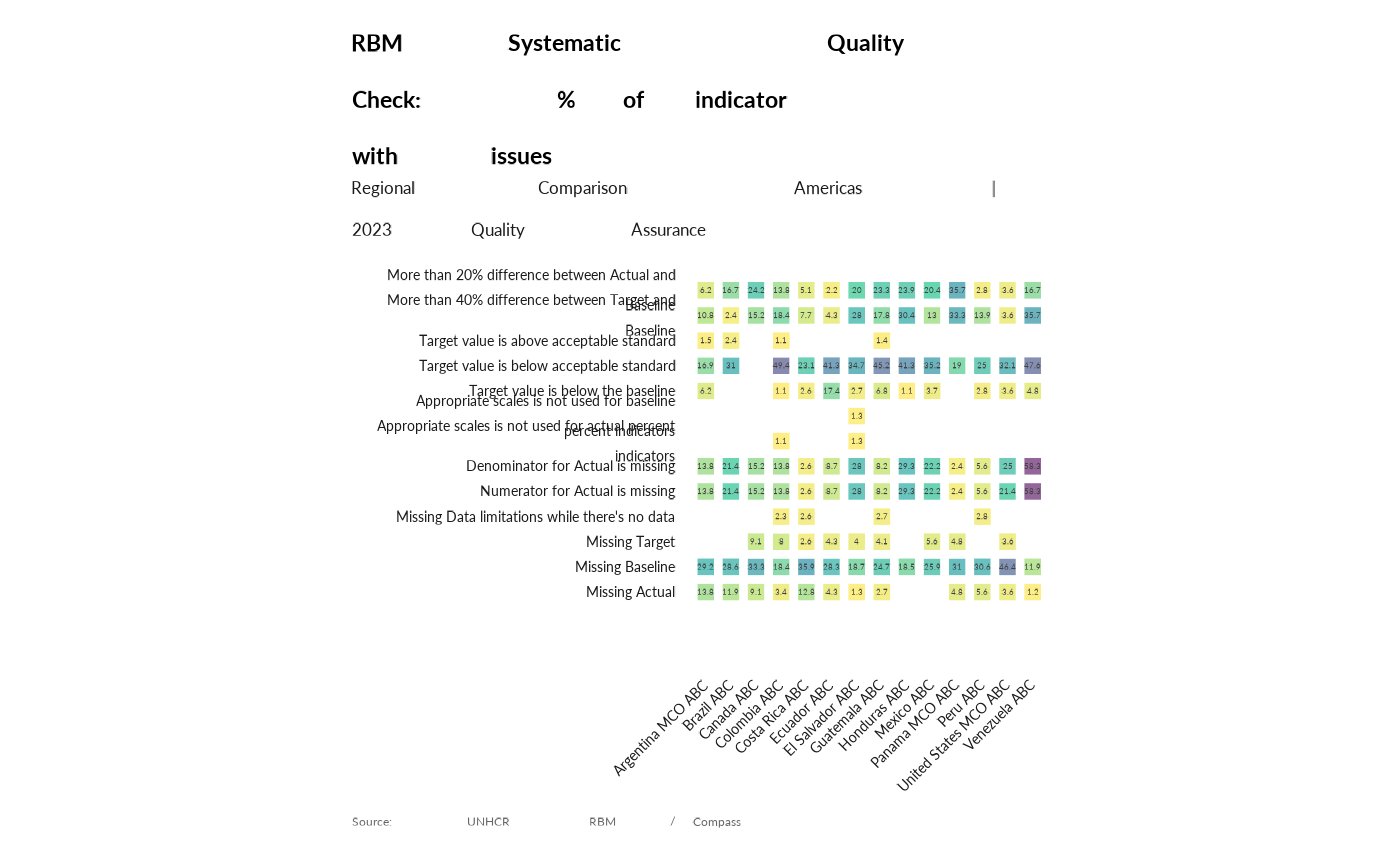 RBM Systematic Quality
Check: % of indicator
with issues
Regional Comparison Americas |
2023 Quality Assurance
More than 20% difference between Actual and
Baseline
6.2 16.7 24.2 13.8 5.1 2.2 20 23.3 23.9 20.4 35.7 2.8 3.6 16.7
More than 40% difference between Target and
Baseline
10.8 2.4 15.2 18.4 7.7 4.3 28 17.8 30.4 13 33.3 13.9 3.6 35.7
Target value is above acceptable standard
1.5 2.4 1.1 1.4
Target value is below acceptable standard
16.9 31 49.4 23.1 41.3 34.7 45.2 41.3 35.2 19 25 32.1 47.6
Target value is below the baseline
6.2 1.1 2.6 17.4 2.7 6.8 1.1 3.7 2.8 3.6 4.8
Appropriate scales is not used for baseline
percent indicators
1.3
Appropriate scales is not used for actual percent
indicators
1.1 1.3
Denominator for Actual is missing
13.8 21.4 15.2 13.8 2.6 8.7 28 8.2 29.3 22.2 2.4 5.6 25 58.3
Numerator for Actual is missing
13.8 21.4 15.2 13.8 2.6 8.7 28 8.2 29.3 22.2 2.4 5.6 21.4 58.3
Missing Data limitations while there's no data
2.3 2.6 2.7 2.8
Missing Target
9.1 8 2.6 4.3 4 4.1 5.6 4.8 3.6
Missing Baseline
29.2 28.6 33.3 18.4 35.9 28.3 18.7 24.7 18.5 25.9 31 30.6 46.4 11.9
Missing Actual
13.8 11.9 9.1 3.4 12.8 4.3 1.3 2.7 4.8 5.6 3.6 1.2
Argentina MCO ABC
Brazil ABC
Canada ABC
Colombia ABC
Costa Rica ABC
Ecuador ABC
El Salvador ABC
Guatemala ABC
Honduras ABC
Mexico ABC
Panama MCO ABC
Peru ABC
United States MCO ABC
Venezuela ABC
Source: UNHCR RBM / Compass